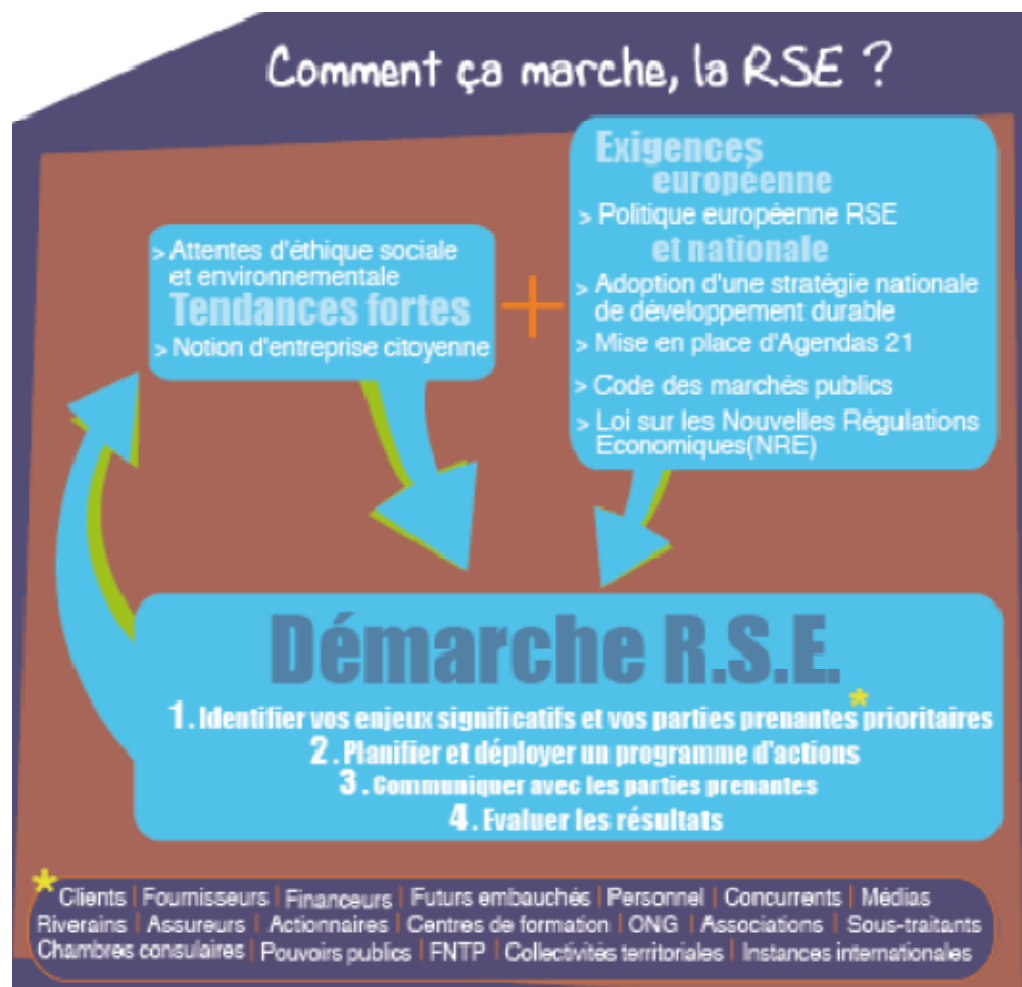 Comment ça marche, la RSE ?
> Attentes d'éthique sociale
et environnementale
Tendances fortes
> Notion d'entreprise citoyenne
+
Exigences
européenne
> Politique européenne RSE
et nationale
> Adoption d'une stratégie nationale
de développement durable
> Mise en place d'Agendas 21
> Code des marchés publics
> Loi sur les Nouvelles Régulations
Economiques(NRE)
Démarche R.S.E.
1. Identifier vos enjeux significatifs et vos parties prenantes* prioritaires
2. Planifier et déployer un programme d'actions
3. Communiquer avec les parties prenantes
4. Evaluer les résultats
* Clients | Fournisseurs | Financeurs | Futurs embauchés | Personnel | Concurrents | Médias
Riverains | Assureurs | Actionnaires | Centres de formation | ONG | Associations | Sous-traitants
Chambres consulaires | Pouvoirs publics | FNTP | Collectivités territoriales | Instances internationales